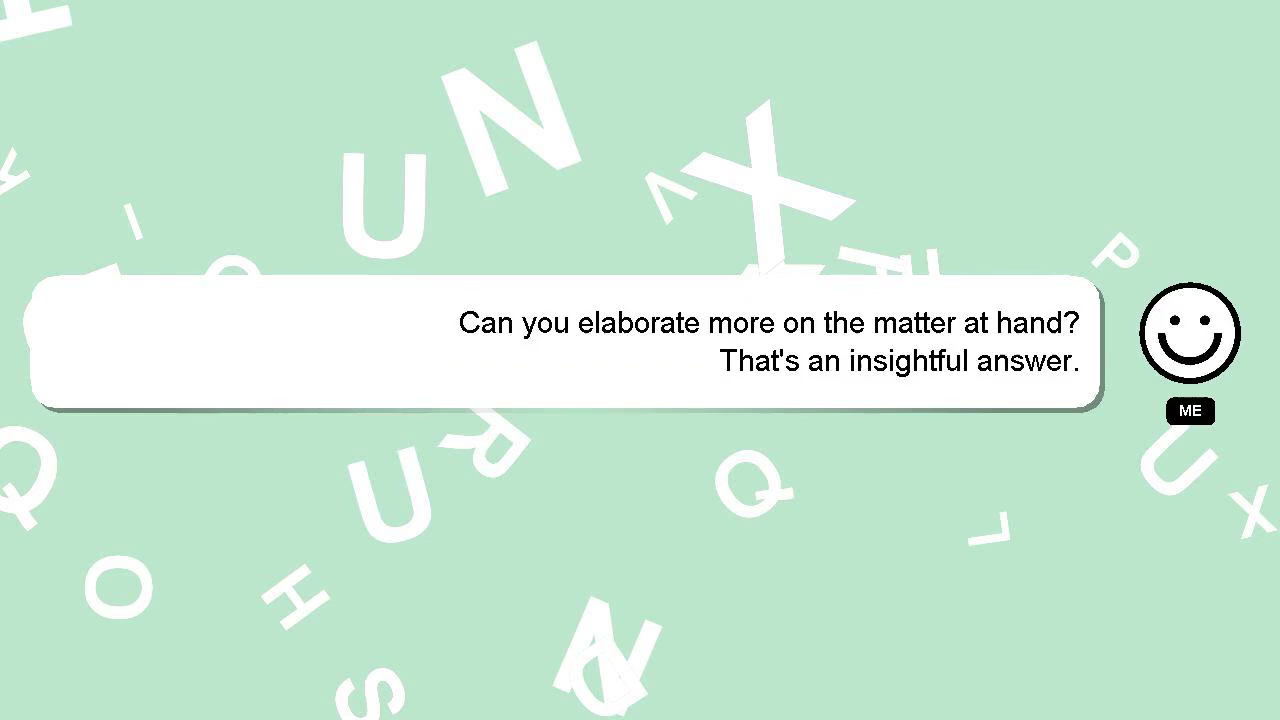 Can you elaborate more on the matter at hand?
That's an insightful answer.
ME